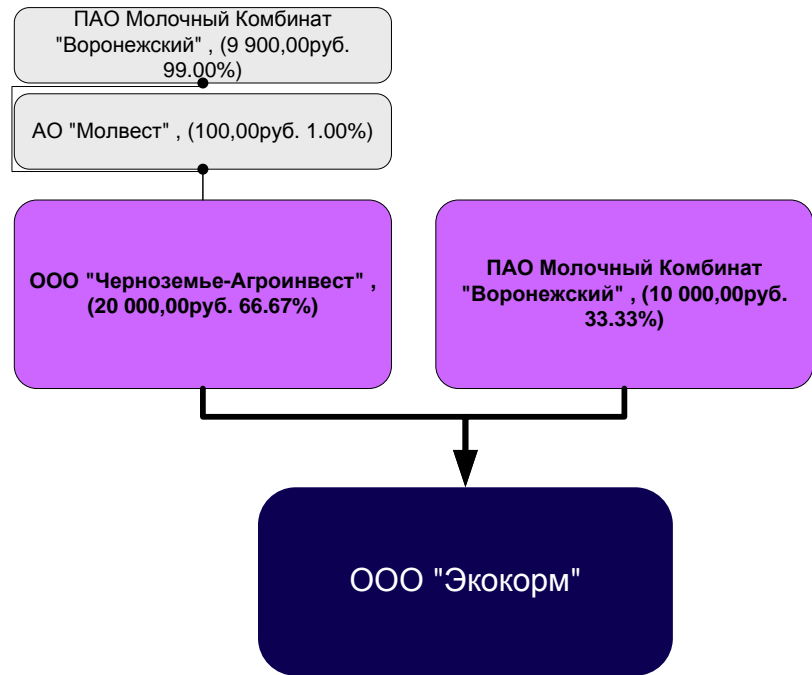 ПАО Молочный Комбинат
"Воронежский" , (9 900,00руб.
99.00%)
АО "Молвест" , (100,00руб. 1.00%)
ООО "Черноземье-Агроинвест" ,
(20 000,00руб. 66.67%)
ПАО Молочный Комбинат
"Воронежский" , (10 000,00руб.
33.33%)
ООО "Экокорм"